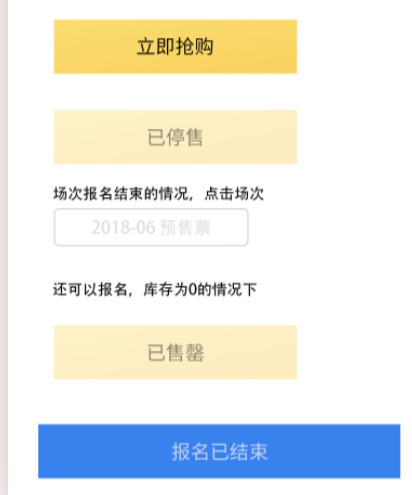 立即抢购
已停售
场次报名结束的情况，点击场次
2018-06 预售票
还可以报名，库存为0的情况下
已售罄
报名已结束